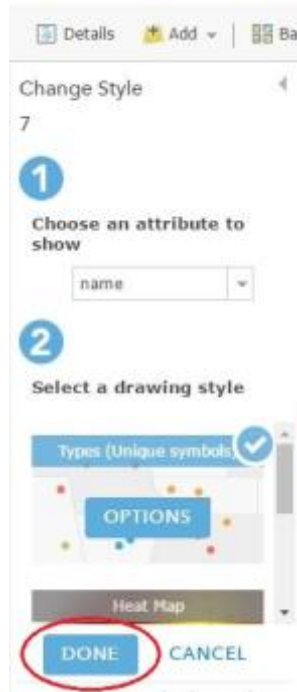 Details Add Ba
Change Style
7
1
Choose an attribute to
show
name
2
Select a drawing style
Types (Unique symbols)
OPTIONS
Heat Map
DONE CANCEL